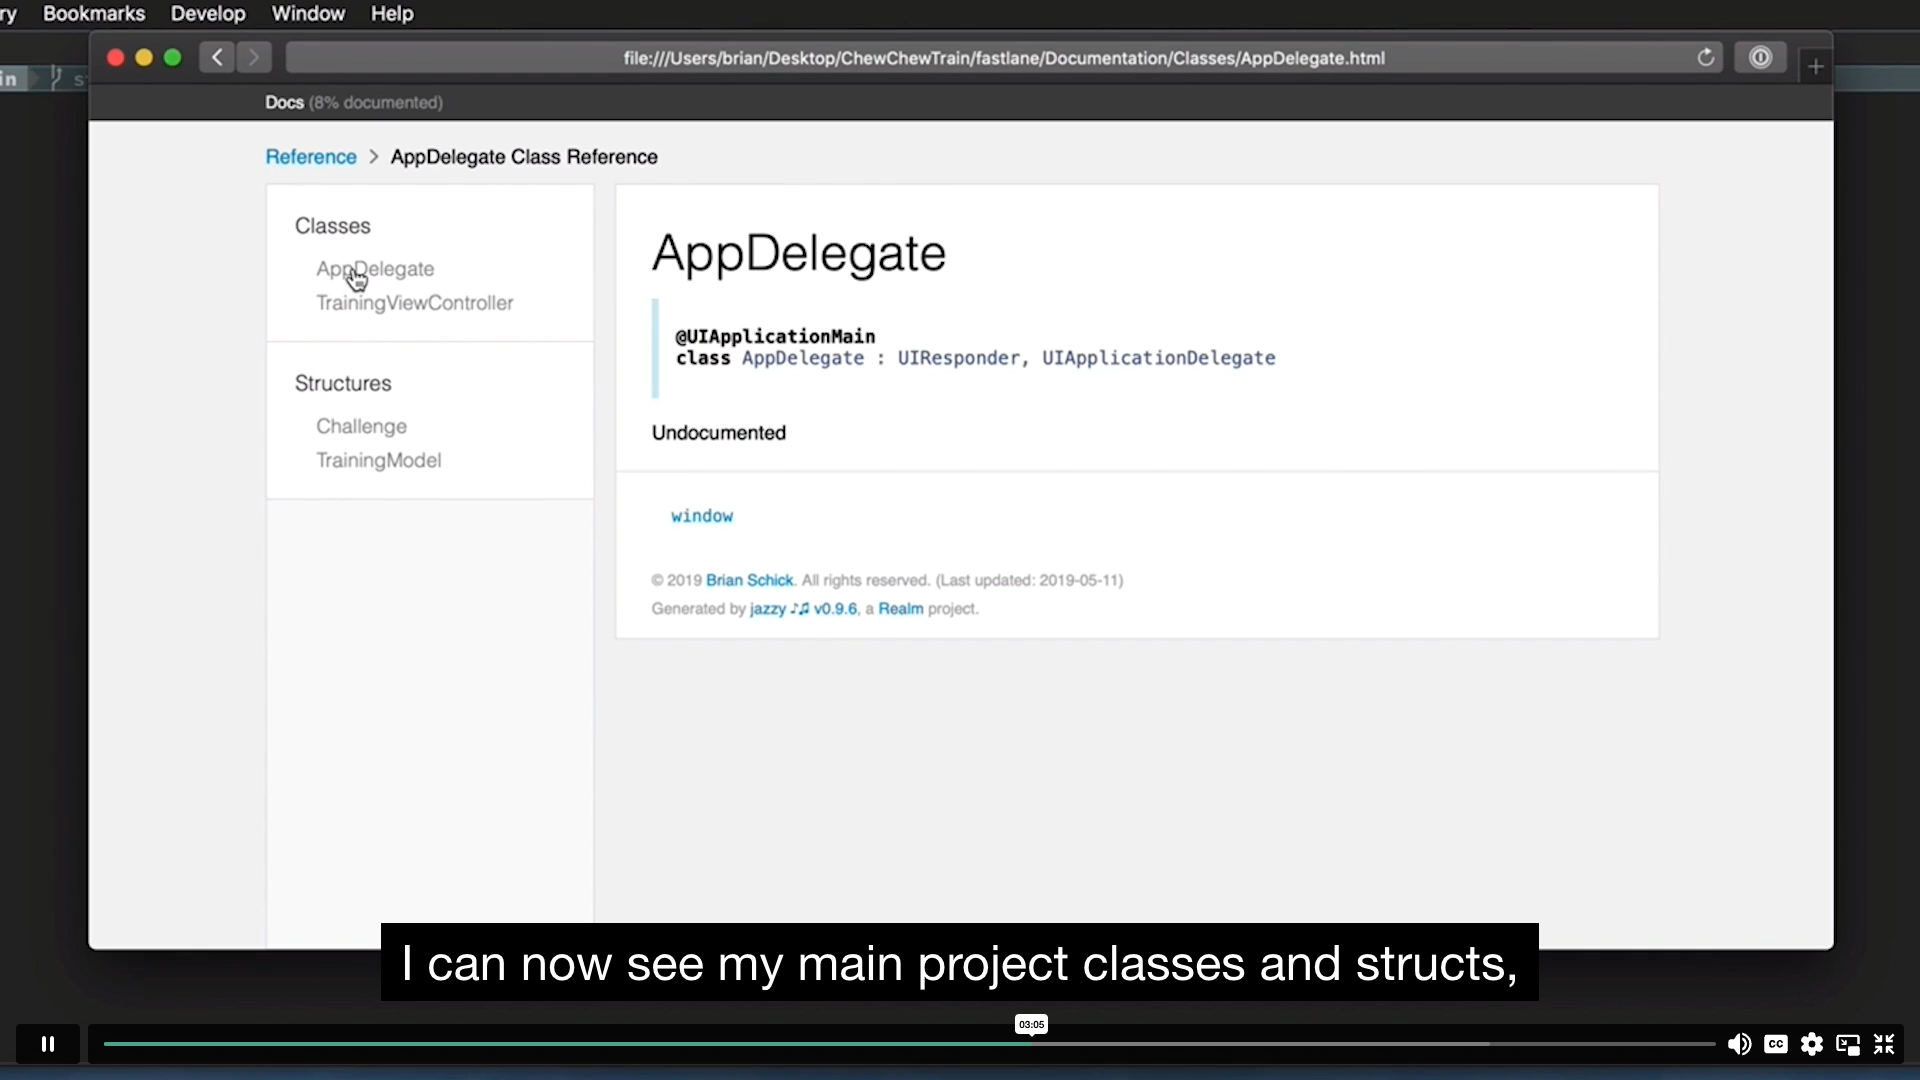 ry Bookmarks Develop Window Help
file:///Users/brian/Desktop/ChewChewTrain/fastlane/Documentation/Classes/AppDelegate.html
in
Docs (8% documented)
Reference > AppDelegate Class Reference
Classes
AppDelegate
TrainingViewController
Structures
Challenge
TrainingModel
AppDelegate
@UIApplicationMain
class AppDelegate : UIResponder, UIApplicationDelegate
Undocumented
window
© 2019 Brian Schick. All rights reserved. (Last updated: 2019-05-11)
Generated by jazzy ♪♫ v0.9.6, a Realm project.
I can now see my main project classes and structs,
03:05
CC